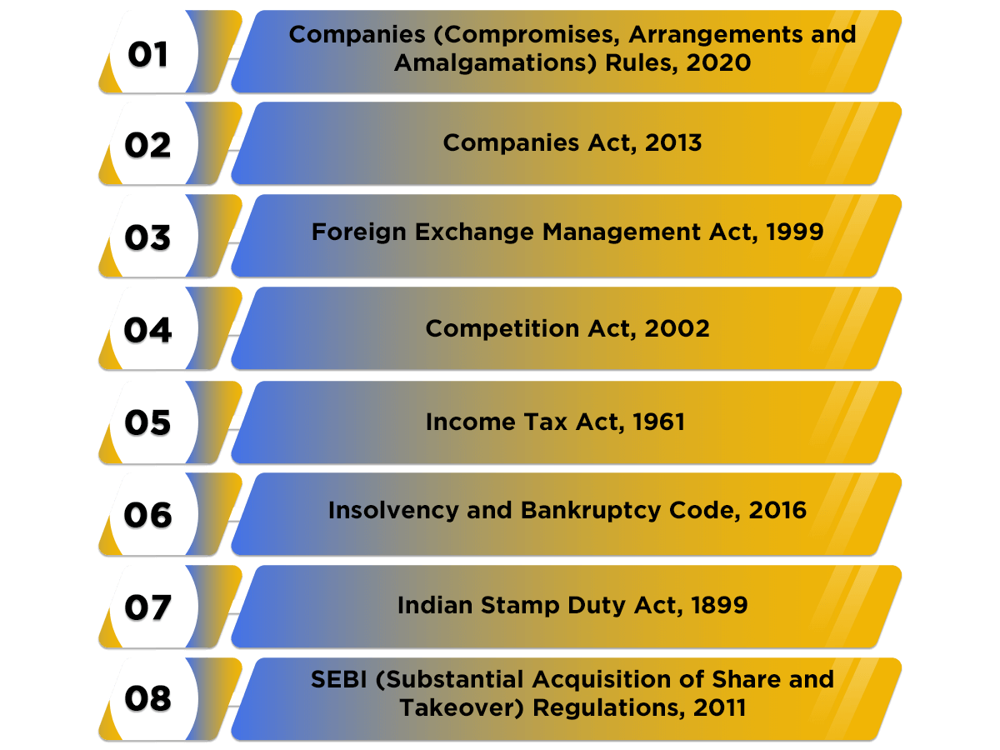 01
Companies (Compromises, Arrangements and
Amalgamations) Rules, 2020
02
Companies Act, 2013
03
Foreign Exchange Management Act, 1999
04
Competition Act, 2002
05
Income Tax Act, 1961
06
Insolvency and Bankruptcy Code, 2016
07
Indian Stamp Duty Act, 1899
08
SEBI (Substantial Acquisition of Share and
Takeover) Regulations, 2011